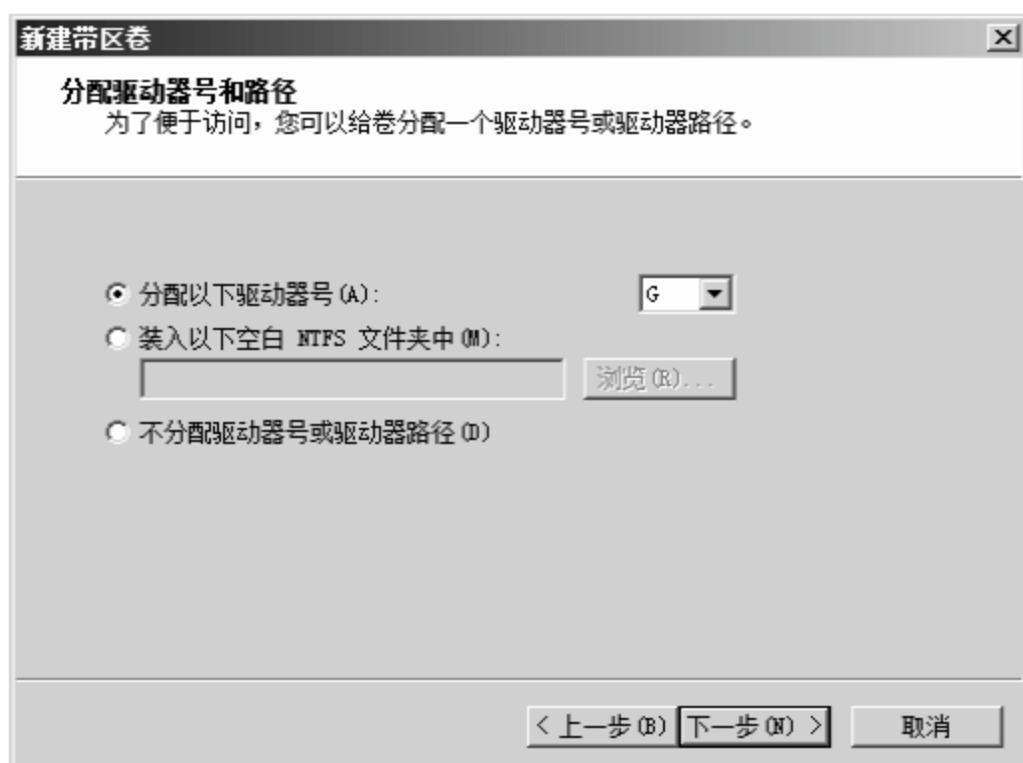 新建带区卷
分配驱动器号和路径
为了便于访问，您可以给卷分配一个驱动器号或驱动器路径。
分配以下驱动器号(A): G
装入以下空白 NTFS 文件夹中(M):
浏览(R)...
不分配驱动器号或驱动器路径(D)
< 上一步(B) 下一步(N) > 取消